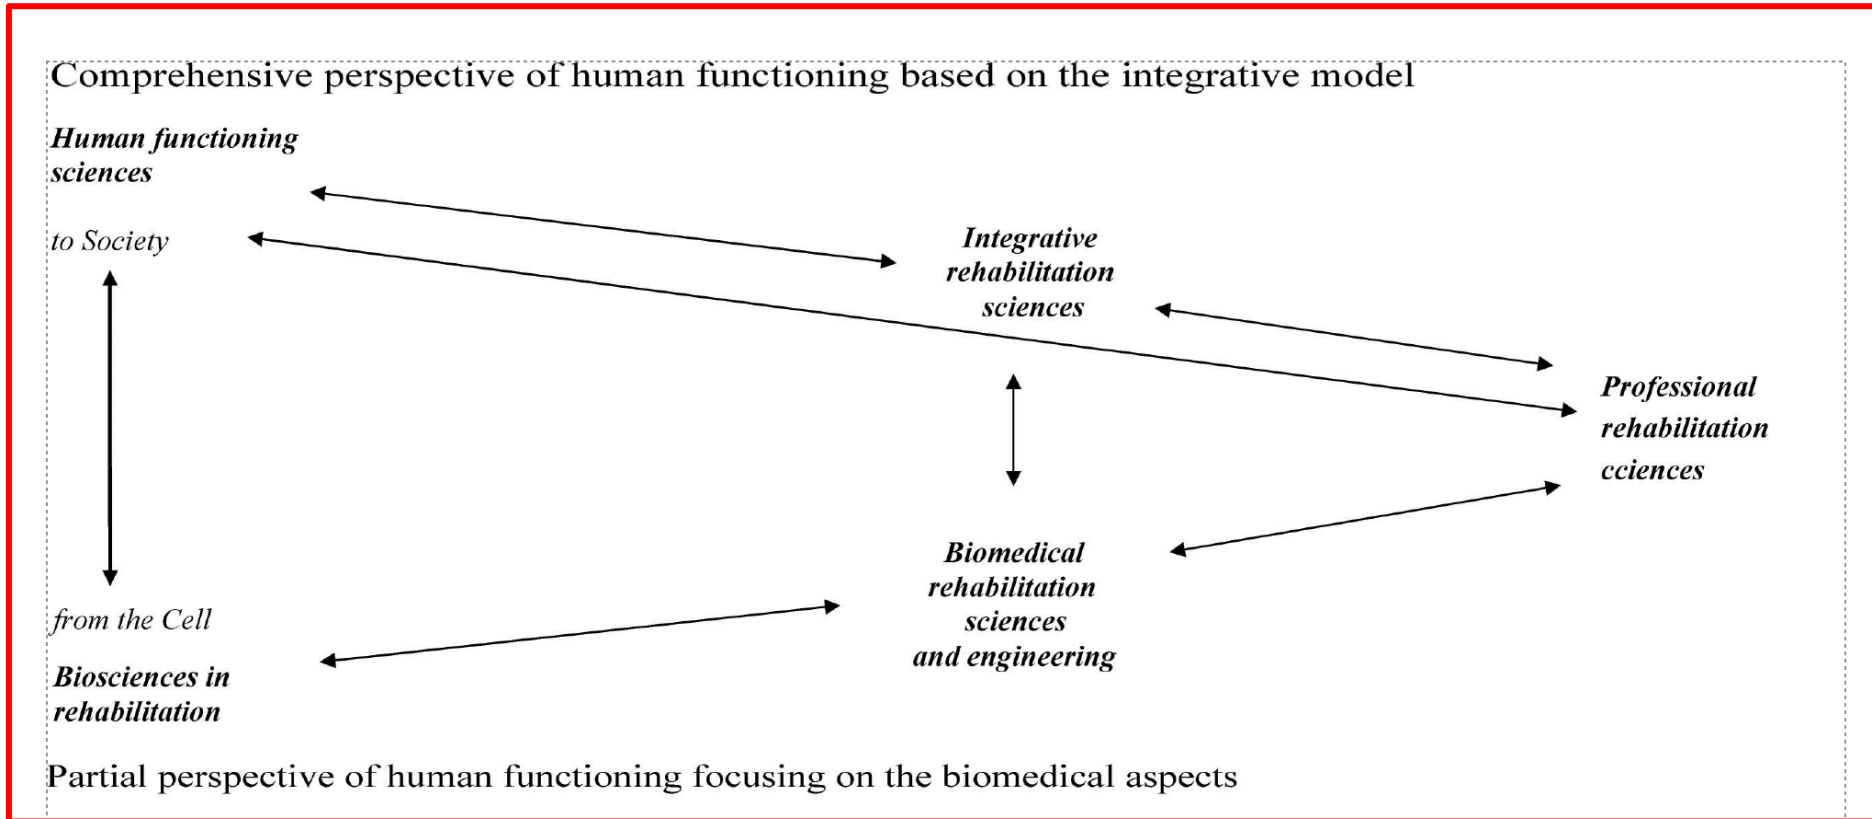 Comprehensive perspective of human functioning based on the integrative model
Human functioning
sciences
to Society
Integrative
rehabilitation
sciences
Professional
rehabilitation
cciences
Biomedical
rehabilitation
sciences
and engineering
from the Cell
Biosciences in
rehabilitation
Partial perspective of human functioning focusing on the biomedical aspects